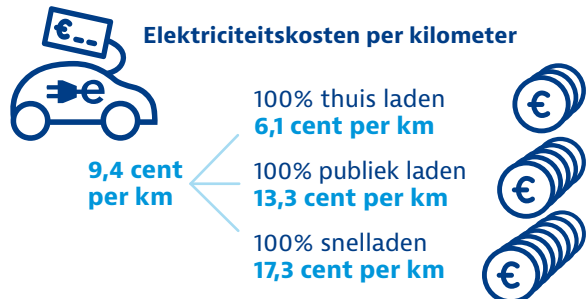 €_ _
Elektriciteitskosten per kilometer
e
100% thuis laden
6,1 cent per km
€
9,4 cent
per km
100% publiek laden
13,3 cent per km
€
100% snelladen
17,3 cent per km
€